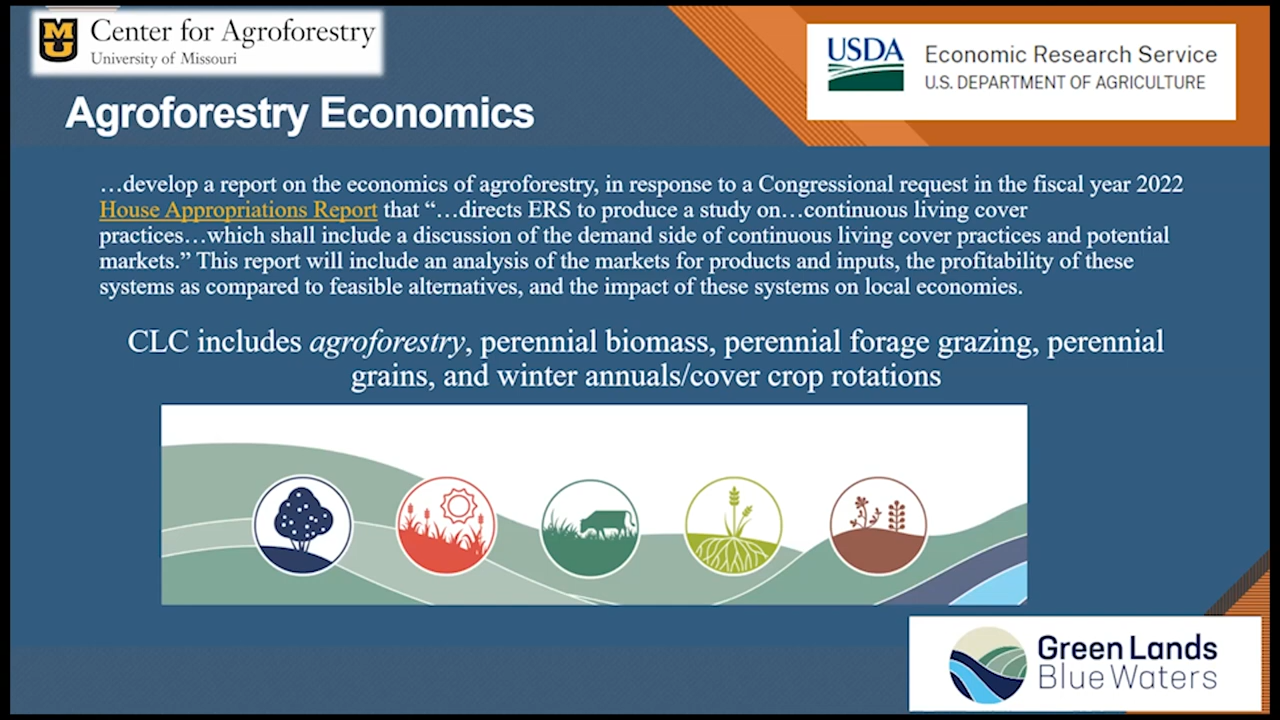 MU
Center for Agroforestry
University of Missouri
USDA
Economic Research Service
U.S. DEPARTMENT OF AGRICULTURE
Agroforestry Economics
…develop a report on the economics of agroforestry, in response to a Congressional request in the fiscal year 2022
House Appropriations Report that “…directs ERS to produce a study on…continuous living cover
practices…which shall include a discussion of the demand side of continuous living cover practices and potential
markets.” This report will include an analysis of the markets for products and inputs, the profitability of these
systems as compared to feasible alternatives, and the impact of these systems on local economies.
CLC includes agroforestry, perennial biomass, perennial forage grazing, perennial
grains, and winter annuals/cover crop rotations
Green Lands
Blue Waters